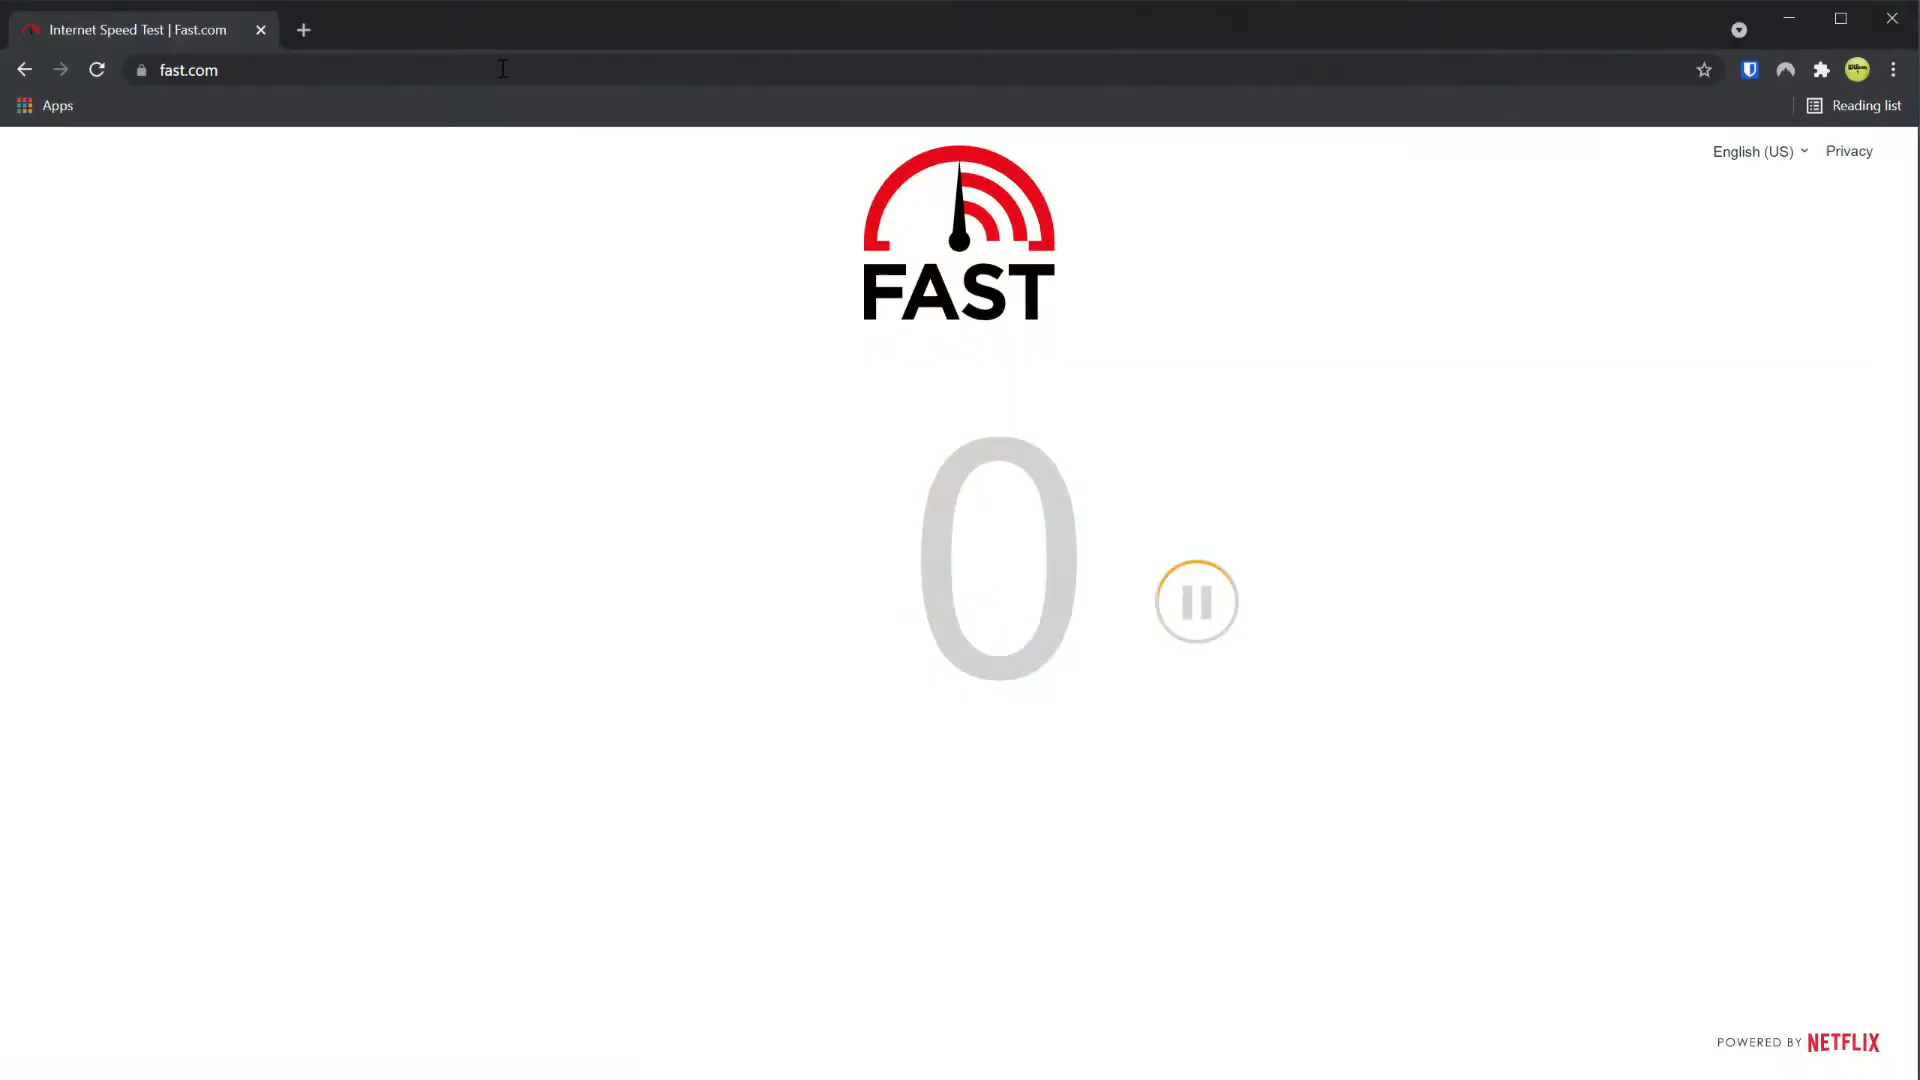 Internet Speed Test | Fast.com
fast.com
Apps
Reading list
English (US)
Privacy
FAST
0
POWERED BY NETFLIX